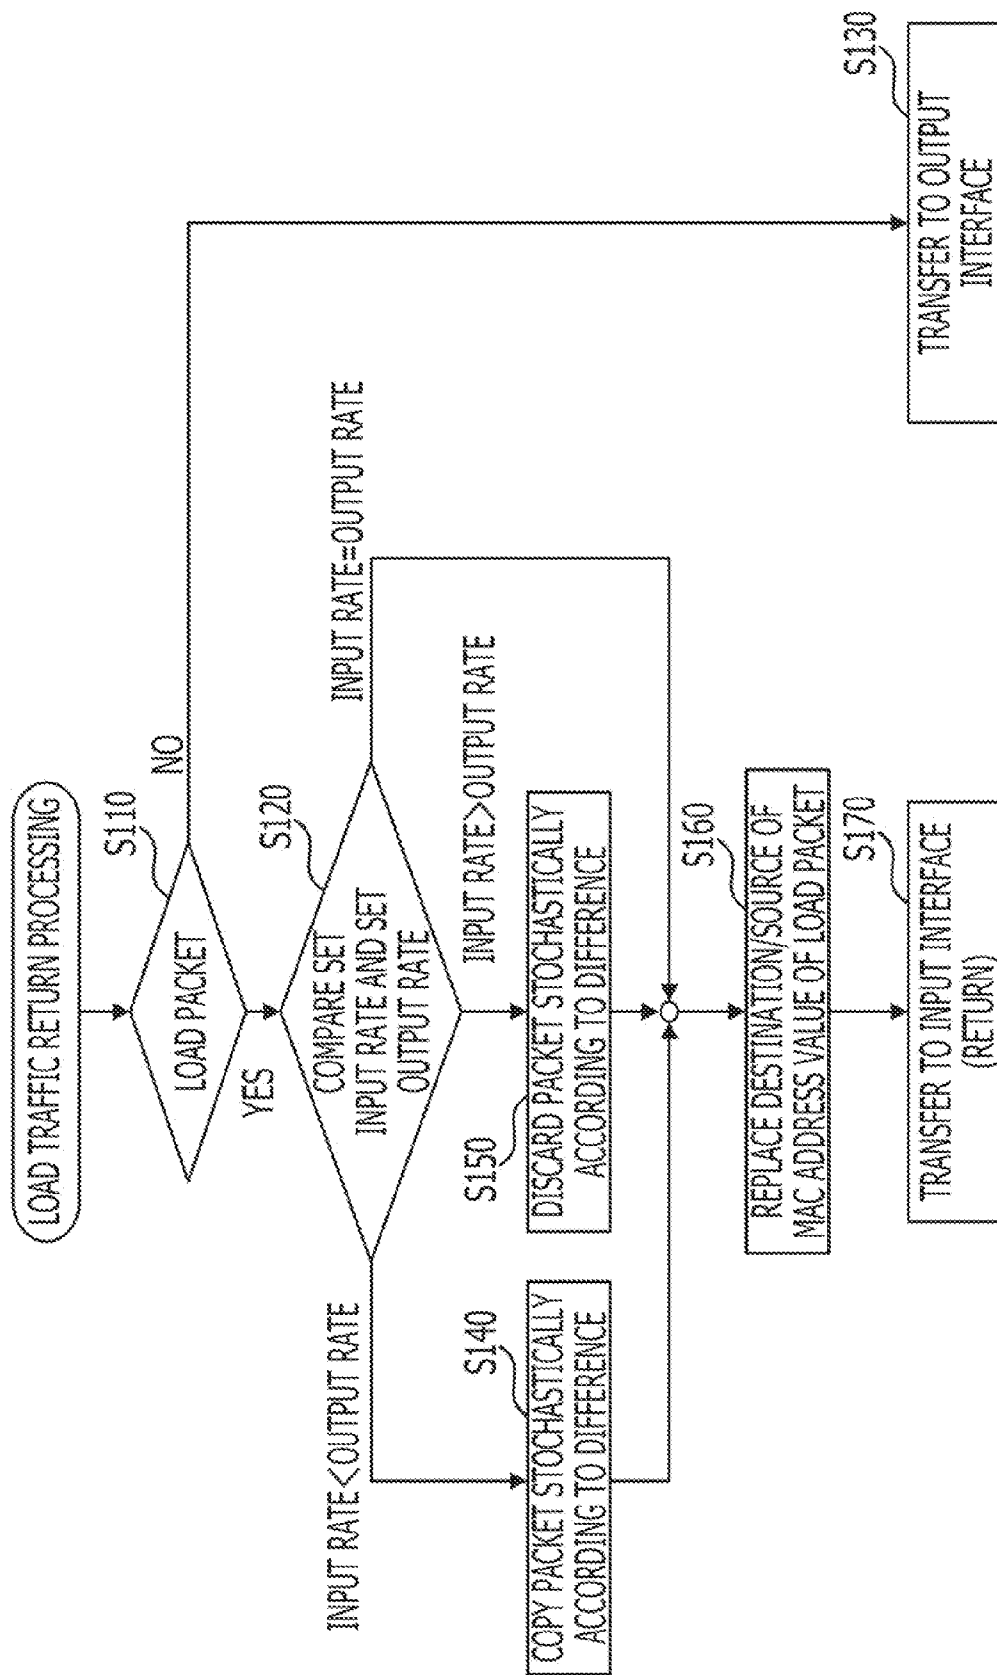 LOAD TRAFFIC RETURN PROCESSING
S110
LOAD PACKET
NO
YES
S120
COMPARE SET
INPUT RATE AND SET
OUTPUT RATE
INPUT RATE<OUTPUT RATE
INPUT RATE=OUTPUT RATE
INPUT RATE>OUTPUT RATE
S140
COPY PACKET STOCHASTICALLY
ACCORDING TO DIFFERENCE
S150
DISCARD PACKET STOCHASTICALLY
ACCORDING TO DIFFERENCE
S160
REPLACE DESTINATION/SOURCE OF
MAC ADDRESS VALUE OF LOAD PACKET
S170
TRANSFER TO INPUT INTERFACE
(RETURN)
S130
TRANSFER TO OUTPUT
INTERFACE